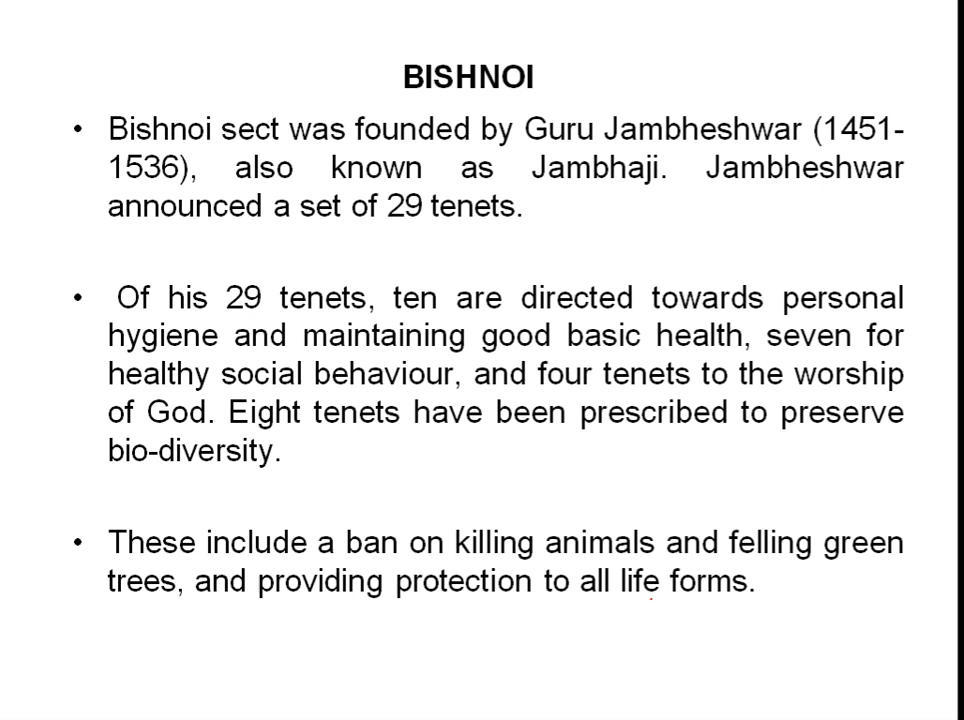 BISHNOI
• Bishnoi sect was founded by Guru Jambheshwar (1451-
1536), also known as Jambhaji. Jambheshwar
announced a set of 29 tenets.
• Of his 29 tenets, ten are directed towards personal
hygiene and maintaining good basic health, seven for
healthy social behaviour, and four tenets to the worship
of God. Eight tenets have been prescribed to preserve
bio-diversity.
• These include a ban on killing animals and felling green
trees, and providing protection to all life forms.